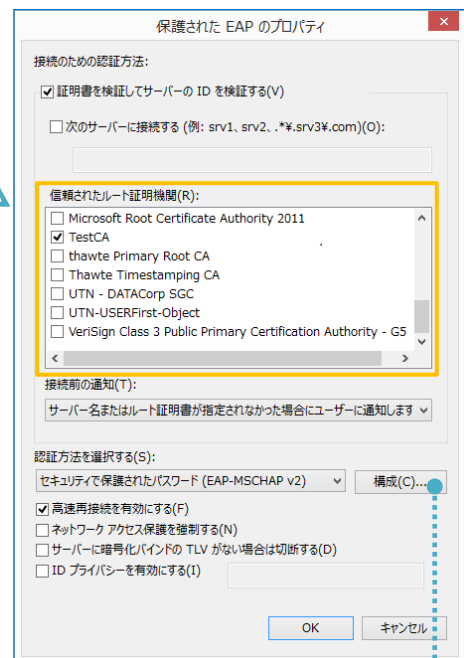 保護された EAP のプロパティ
接続のための認証方法:
証明書を検証してサーバーの ID を検証する(V)
次のサーバーに接続する (例: srv1、srv2、.*¥.srv3¥.com)(O):
信頼されたルート証明機関(R):
Microsoft Root Certificate Authority 2011
TestCA
thawte Primary Root CA
Thawte Timestamping CA
UTN - DATACorp SGC
UTN-USERFirst-Object
VeriSign Class 3 Public Primary Certification Authority - G5
接続前の通知(T):
サーバー名またはルート証明書が指定されなかった場合にユーザーに通知します
認証方法を選択する(S):
セキュリティで保護されたパスワード (EAP-MSCHAP v2) 構成(C)...
高速再接続を有効にする(F)
ネットワーク アクセス保護を強制する(N)
サーバーに暗号化バインドの TLV がない場合は切断する(D)
ID プライバシーを有効にする(I)
OK キャンセル